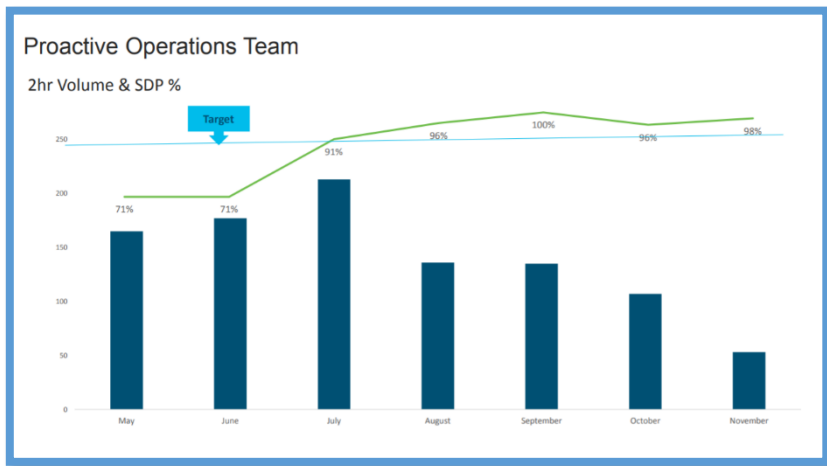 Proactive Operations Team
2hr Volume & SDP %
Target
250
200
150
100
50
0
71%
71%
91%
96%
100%
96%
98%
May
June
July
August
September
October
November